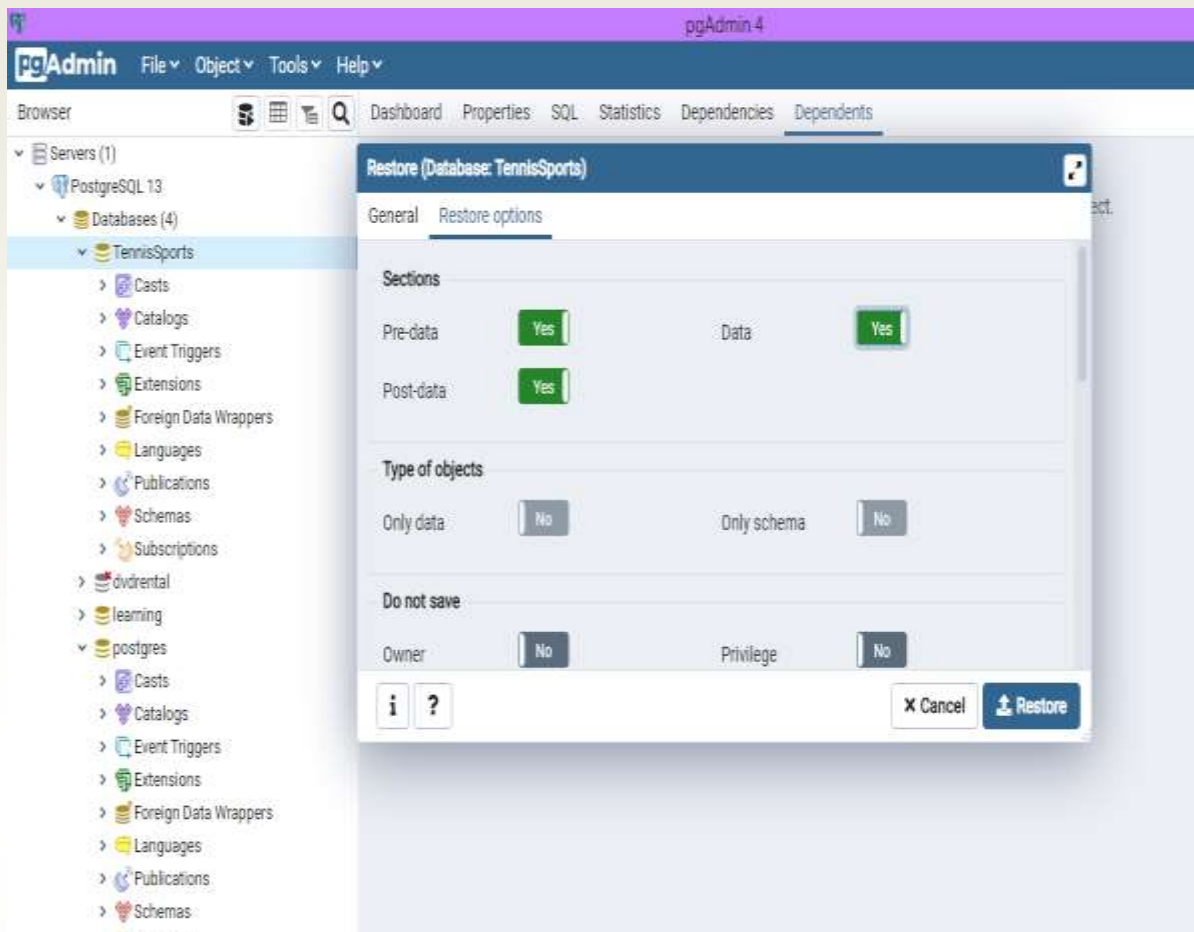 pgAdmin 4
pgAdmin File Object Tools Help
Browser
Dashboard Properties SQL Statistics Dependencies Dependents
Servers (1)
PostgreSQL 13
Databases (4)
TennisSports
Casts
Catalogs
Event Triggers
Extensions
Foreign Data Wrappers
Languages
Publications
Schemas
Subscriptions
dvdrental
learning
postgres
Casts
Catalogs
Event Triggers
Extensions
Foreign Data Wrappers
Languages
Publications
Schemas
Restore (Database: TennisSports)
ect.
General Restore options
Sections
Pre-data Yes Data Yes
Post-data Yes
Type of objects
Only data No Only schema No
Do not save
Owner No Privilege No
i ? X Cancel Restore